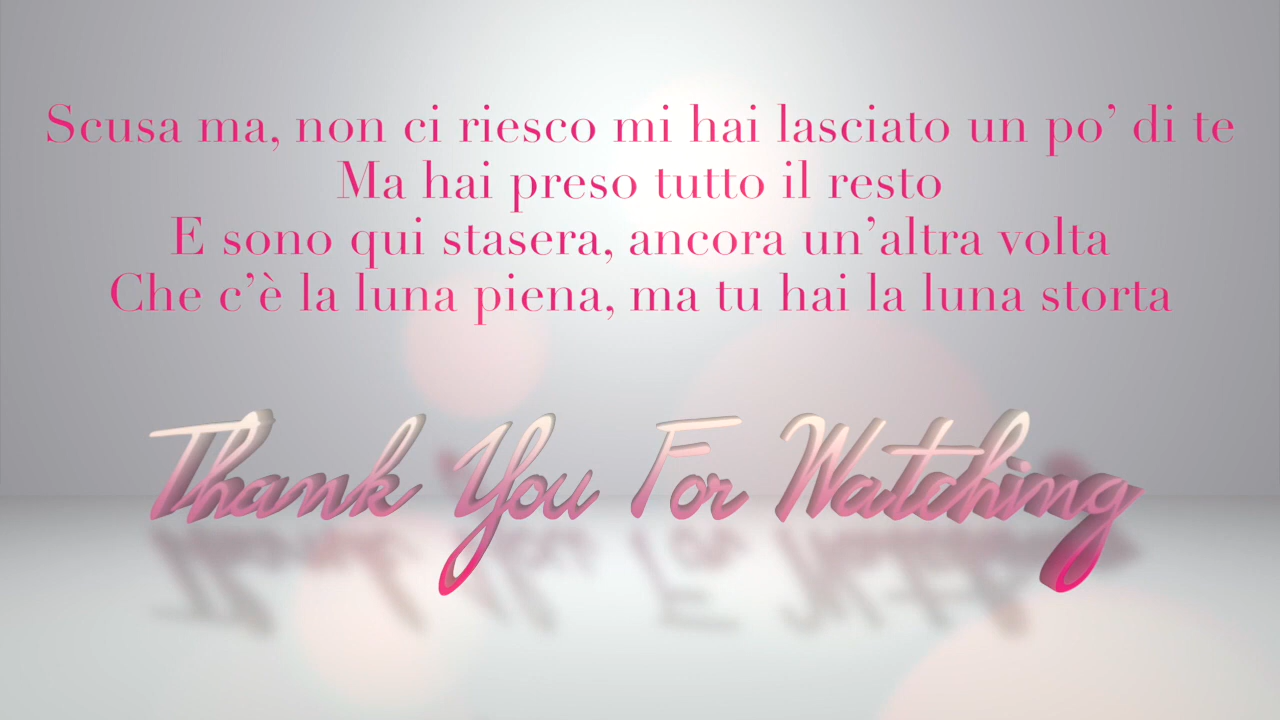 Scusa ma, non ci riesco mi hai lasciato un po’ di te
Ma hai preso tutto il resto
E sono qui stasera, ancora un’altra volta
Che c’è la luna piena, ma tu hai la luna storta
Thank You For Watching